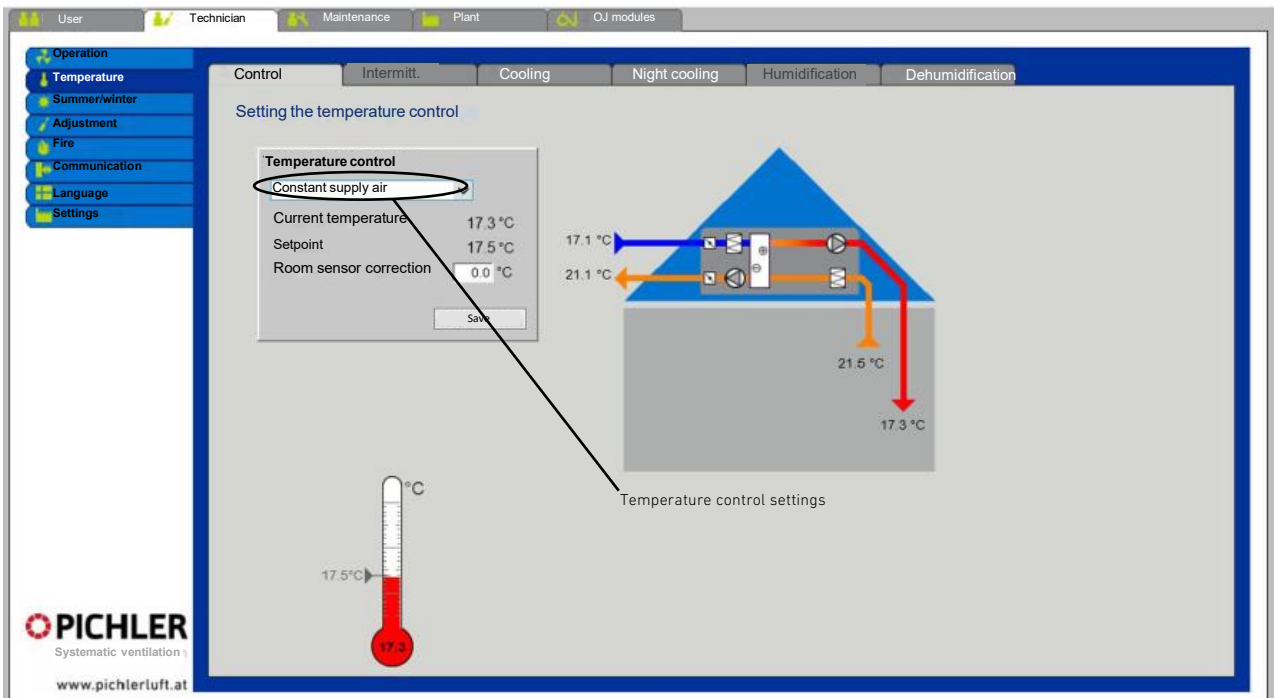 User Technician Maintenance Plant OJ modules
Operation
Temperature
Summer/winter
Adjustment
Fire
Communication
Language
Settings
Control Intermitt. Cooling Night cooling Humidification Dehumidification
Setting the temperature control
Temperature control
Constant supply air
Current temperature 17.3 °C
Setpoint 17.5 °C
Room sensor correction 0.0 °C
Save
17.1 °C
21.1 °C
21.5 °C
17.3 °C
Temperature control settings
°C
17.5°C
17.3
PICHLER
Systematic ventilation
www.pichlerluft.at